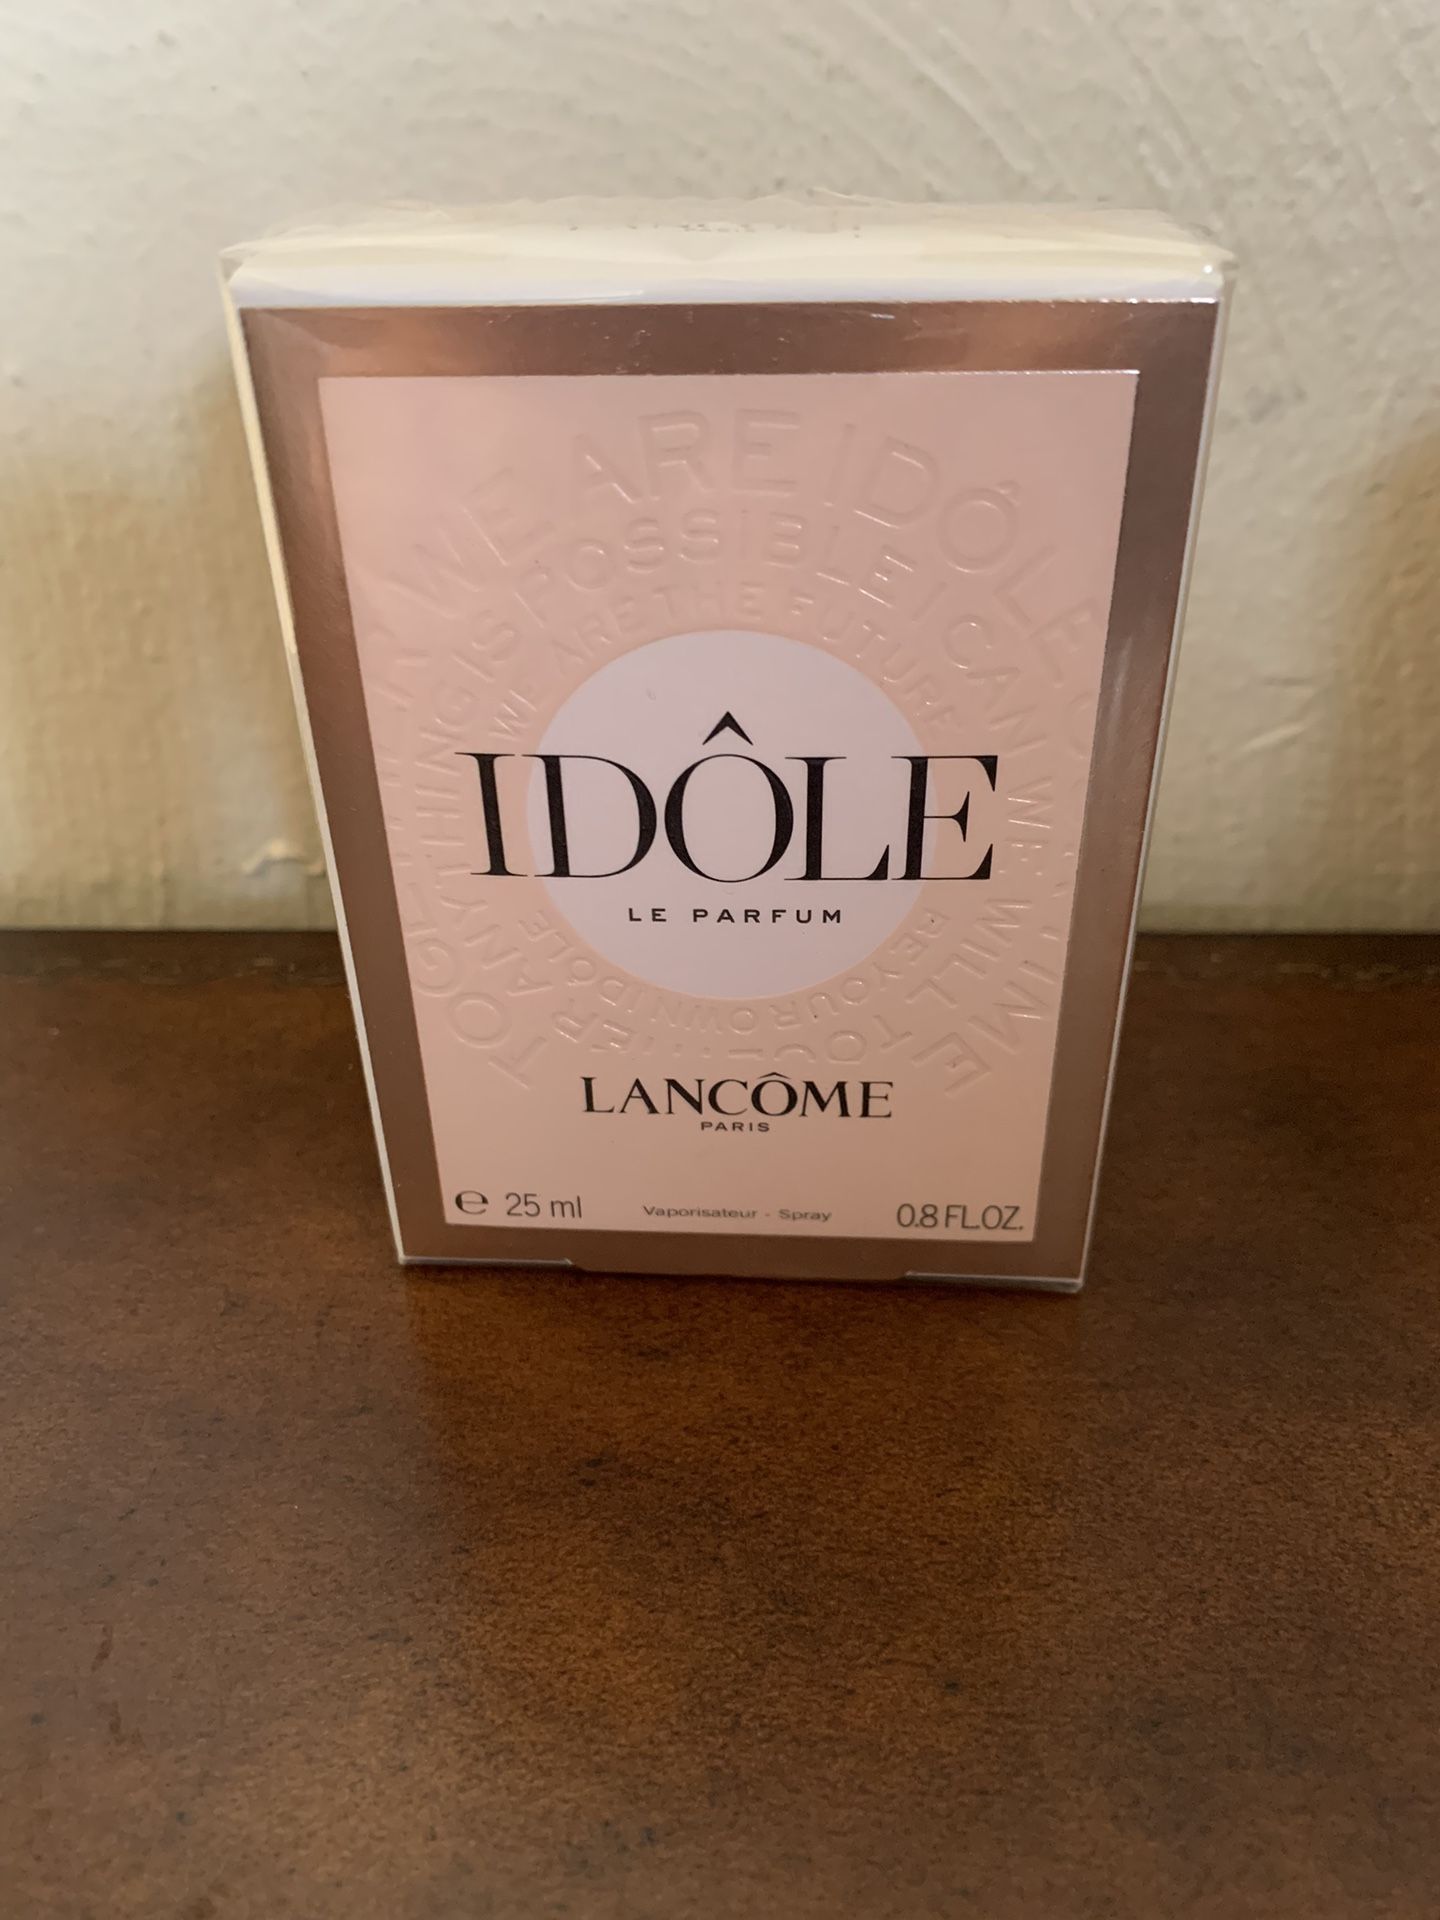 WE ARE IDÔLE
POSSIBLE I CAN WE WILL
WE ARE THE FUTURE
IDÔLE
LE PARFUM
BE YOUR OWN IDÔLE
LANCÔME
PARIS
e 25 ml Vaporisateur - Spray 0.8 FL.OZ.